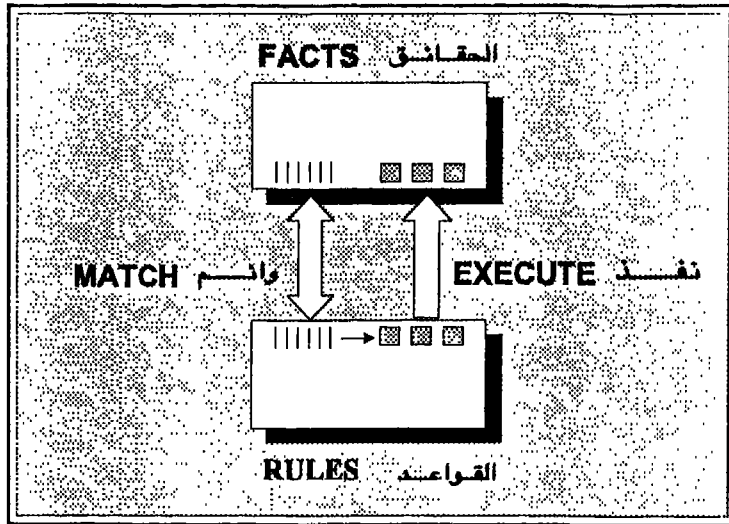 FACTS الحقائق
MATCH وائم
EXECUTE نفذ
RULES القواعد